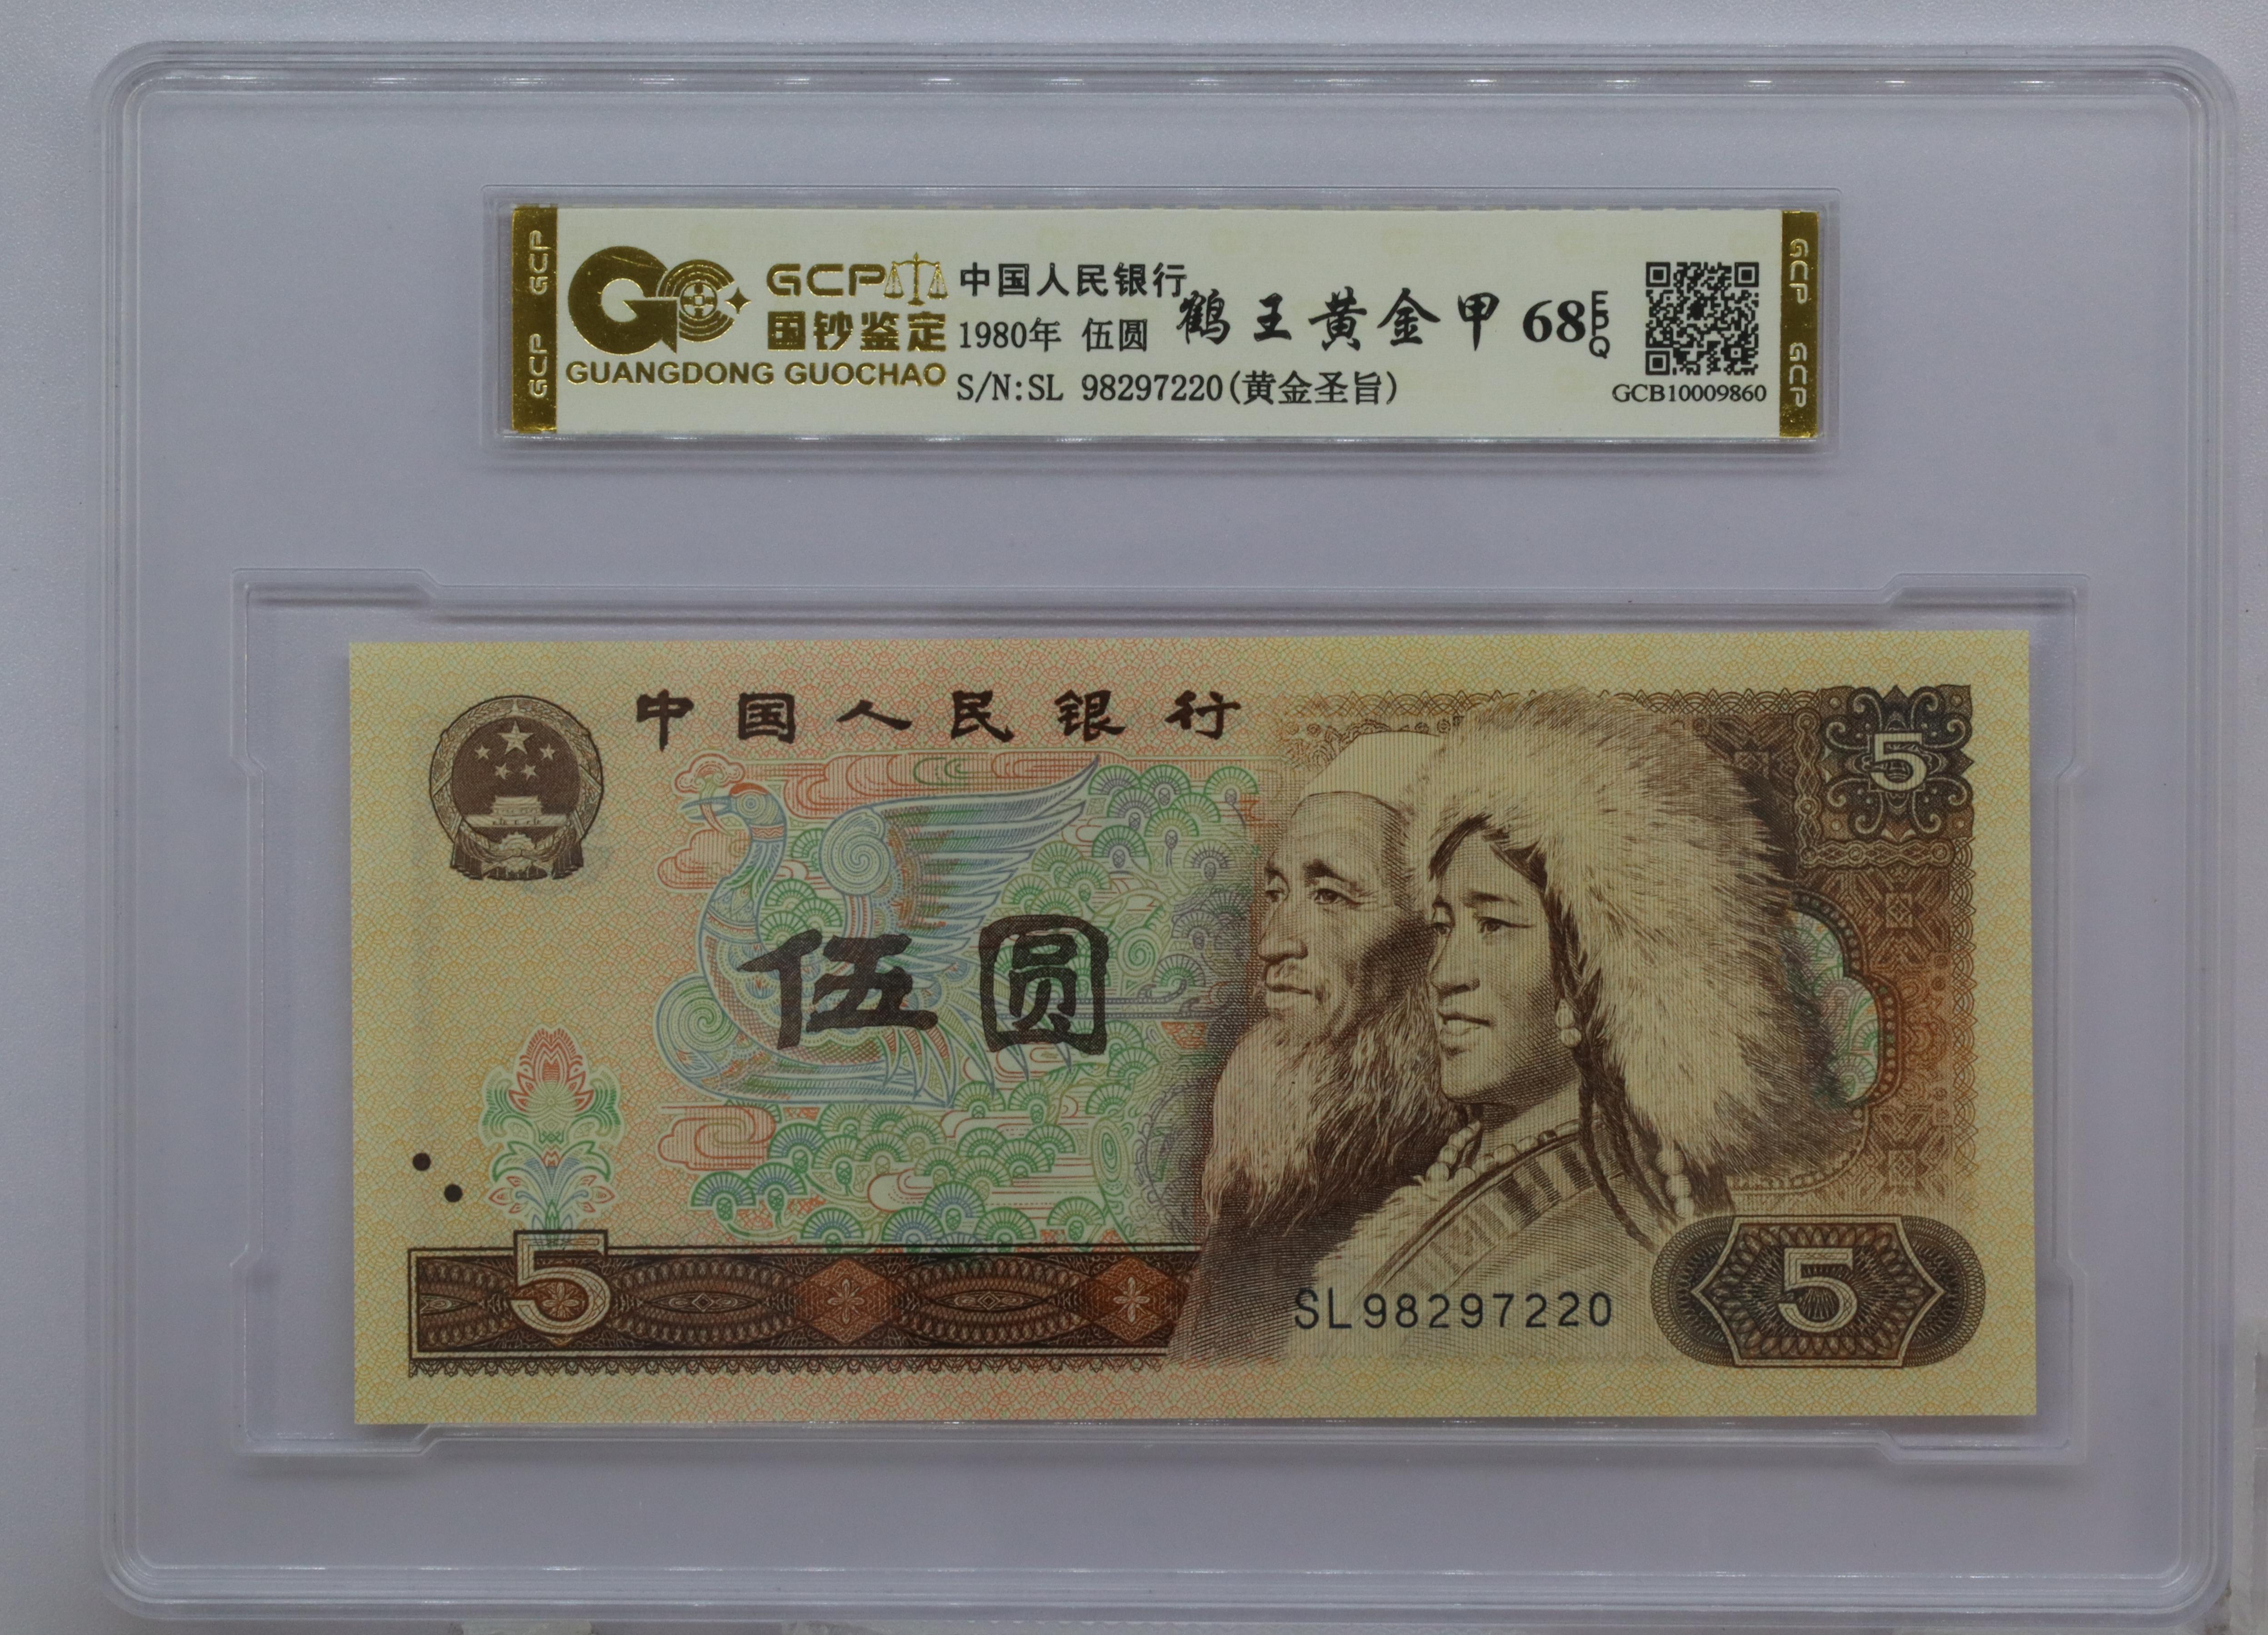 GCP
GCP
GCP
国钞鉴定
GUANGDONG GUOCHAO
中国人民银行
1980年 伍圆
S/N:SL 98297220(黄金圣旨)
鹤王黄金甲 68 EPQ
GCB10009860
GCP
GCP
中国人民银行
5
伍圆
5
SL98297220
5